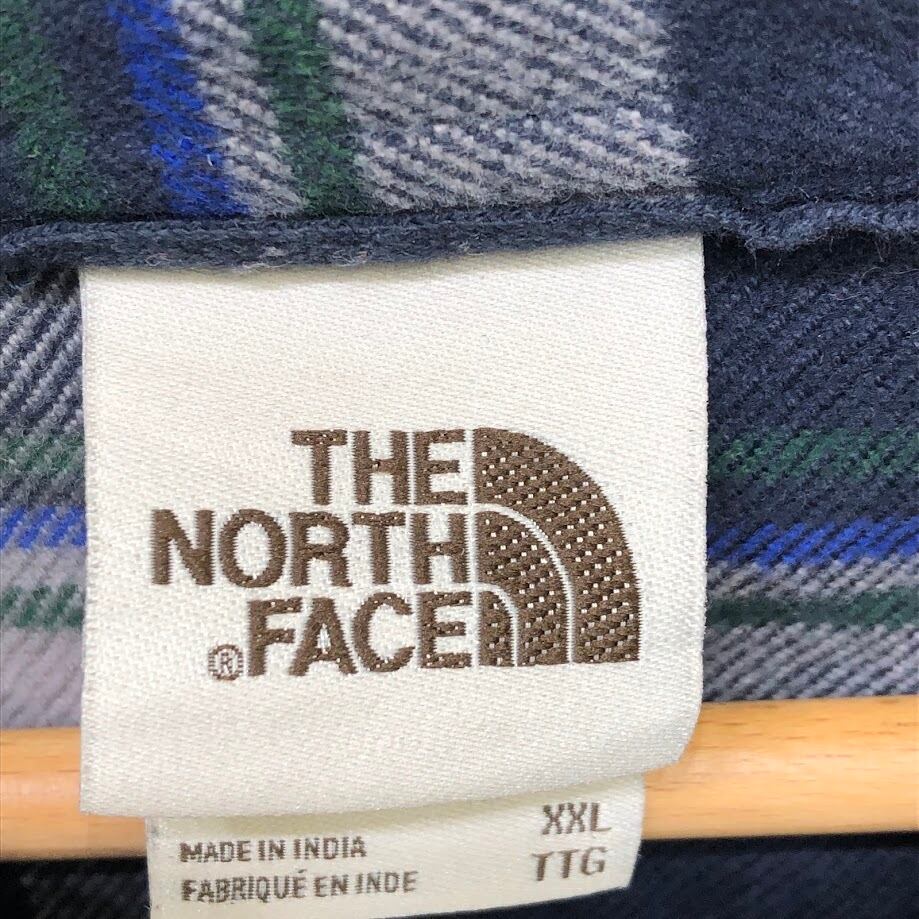 THE
NORTH
® FACE
XXL
MADE IN INDIA
TTG
FABRIQUÉ EN INDE